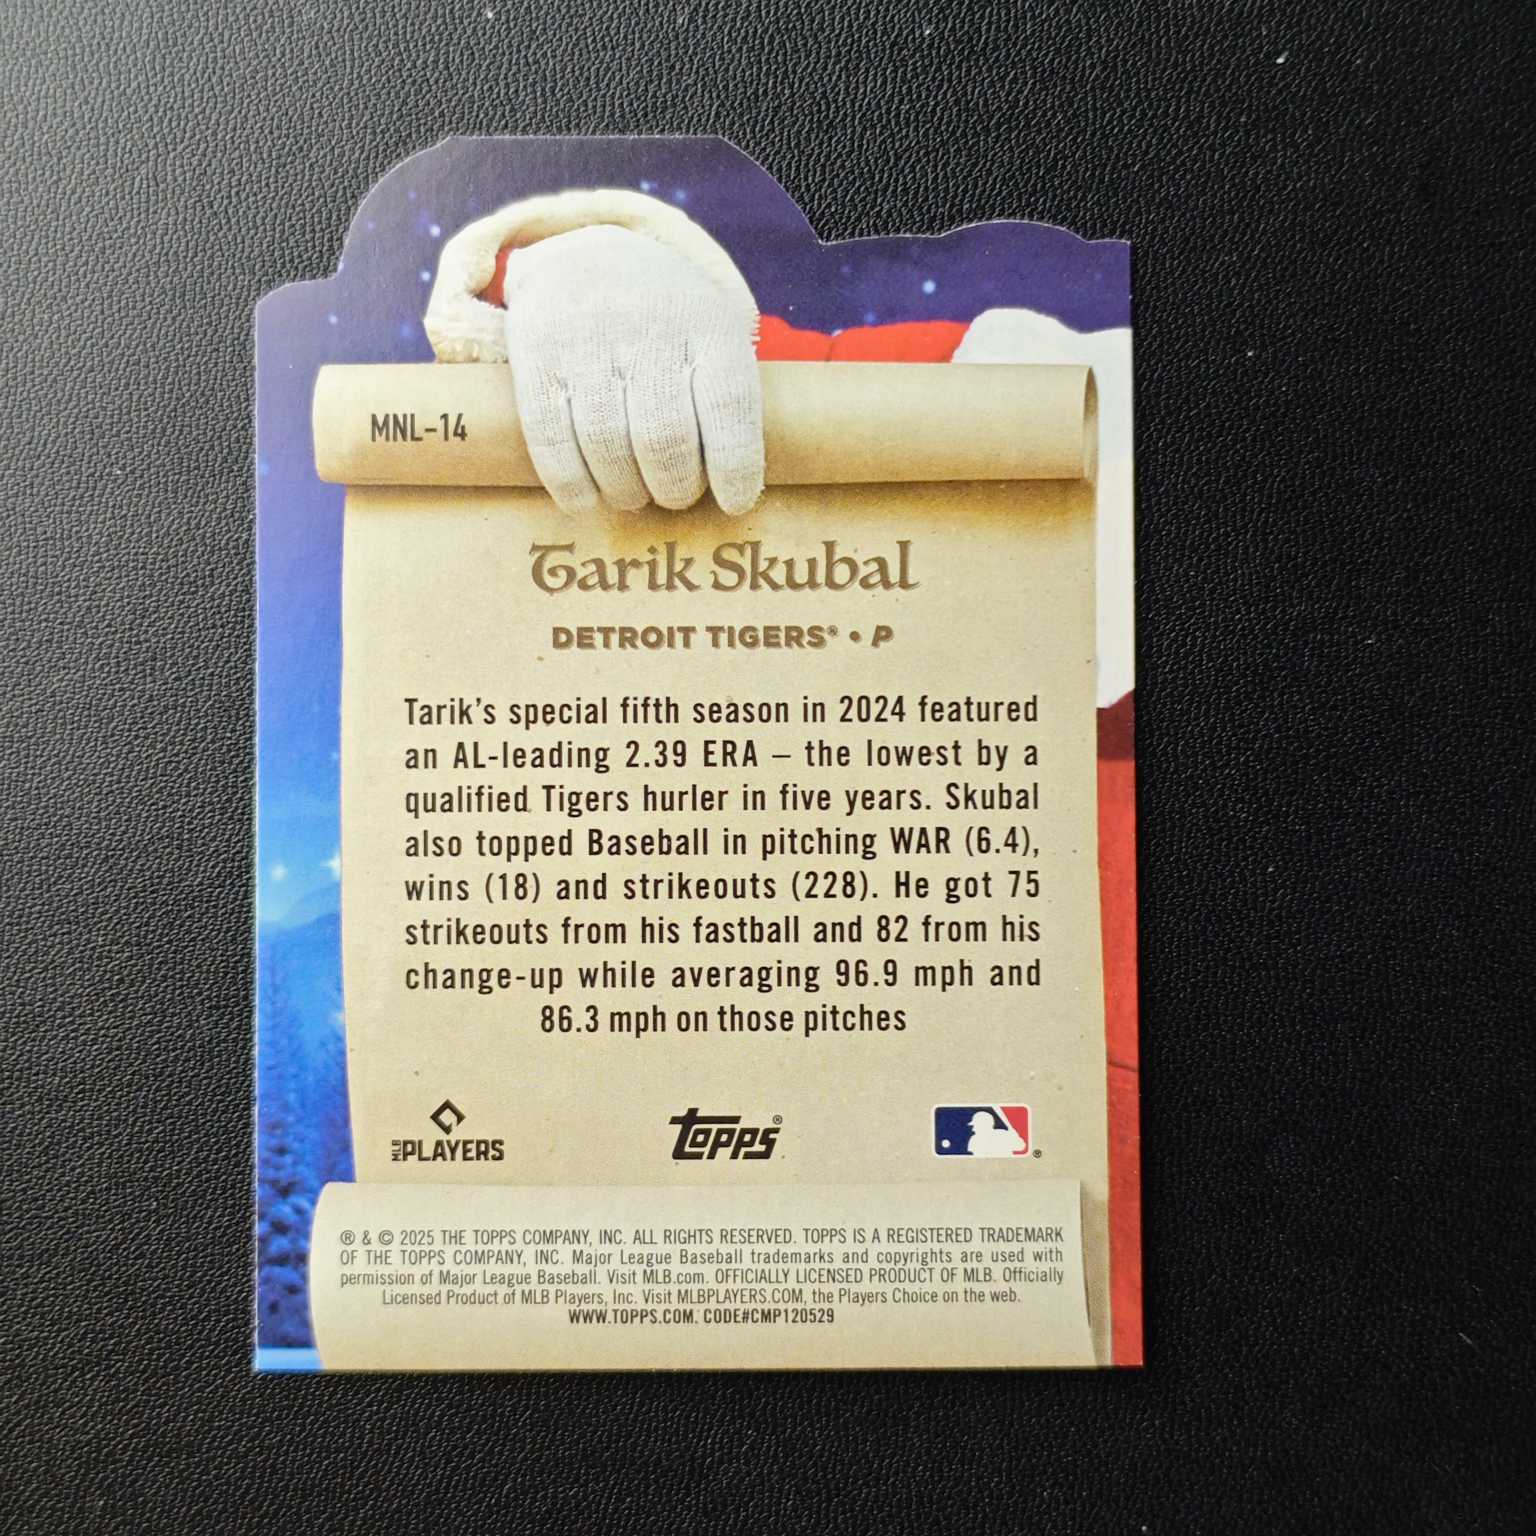 MNL-14
Tarik Skubal
DETROIT TIGERS® • P
Tarik's special fifth season in 2024 featured
an AL-leading 2.39 ERA – the lowest by a
qualified Tigers hurler in five years. Skubal
also topped Baseball in pitching WAR (6.4),
wins (18) and strikeouts (228). He got 75
strikeouts from his fastball and 82 from his
change-up while averaging 96.9 mph and
86.3 mph on those pitches
MLB PLAYERS
topps®
®
® & © 2025 THE TOPPS COMPANY, INC. ALL RIGHTS RESERVED. TOPPS IS A REGISTERED TRADEMARK
OF THE TOPPS COMPANY, INC. Major League Baseball trademarks and copyrights are used with
permission of Major League Baseball. Visit MLB.com. OFFICIALLY LICENSED PRODUCT OF MLB. Officially
Licensed Product of MLB Players, Inc. Visit MLBPLAYERS.COM, the Players Choice on the web.
WWW.TOPPS.COM. CODE#CMP120529